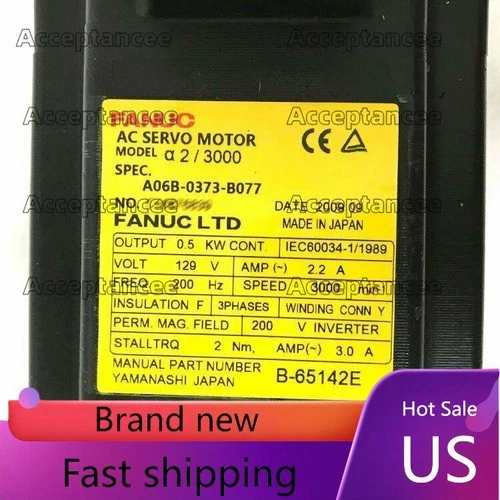 Acceptancee Acceptancee
FANUC
AC SERVO MOTOR
MODEL α 2 / 3000
SPEC.
A06B-0373-B077
NO.
DATE 2009.09
FANUC LTD MADE IN JAPAN
OUTPUT 0.5 KW CONT. IEC60034-1/1989
VOLT 129 V AMP (~) 2.2 A
FREQ 200 Hz SPEED 3000 min
INSULATION F 3PHASES WINDING CONN Y
PERM. MAG. FIELD 200 V INVERTER
STALLTRQ 2 Nm, AMP(~) 3.0 A
MANUAL PART NUMBER
YAMANASHI JAPAN B-65142E
Brand new
Fast shipping
Hot Sale
US